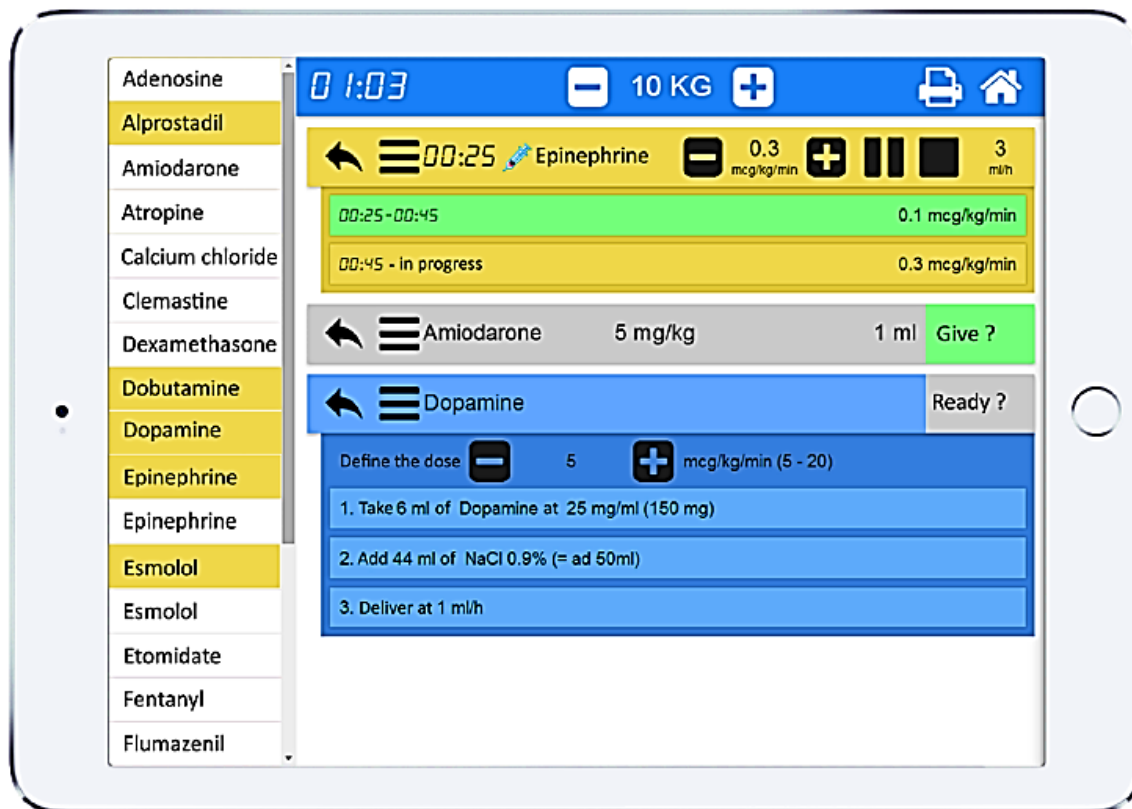 Adenosine
Alprostadil
Amiodarone
Atropine
Calcium chloride
Clemastine
Dexamethasone
Dobutamine
Dopamine
Epinephrine
Epinephrine
Esmolol
Esmolol
Etomidate
Fentanyl
Flumazenil
01:03 10 KG
00:25 Epinephrine 0.3 mcg/kg/min 3 ml/h
00:25-00:45 0.1 mcg/kg/min
00:45 - in progress 0.3 mcg/kg/min
Amiodarone 5 mg/kg 1 ml Give ?
Dopamine Ready ?
Define the dose 5 mcg/kg/min (5 - 20)
1. Take 6 ml of Dopamine at 25 mg/ml (150 mg)
2. Add 44 ml of NaCl 0.9% (= ad 50ml)
3. Deliver at 1 ml/h